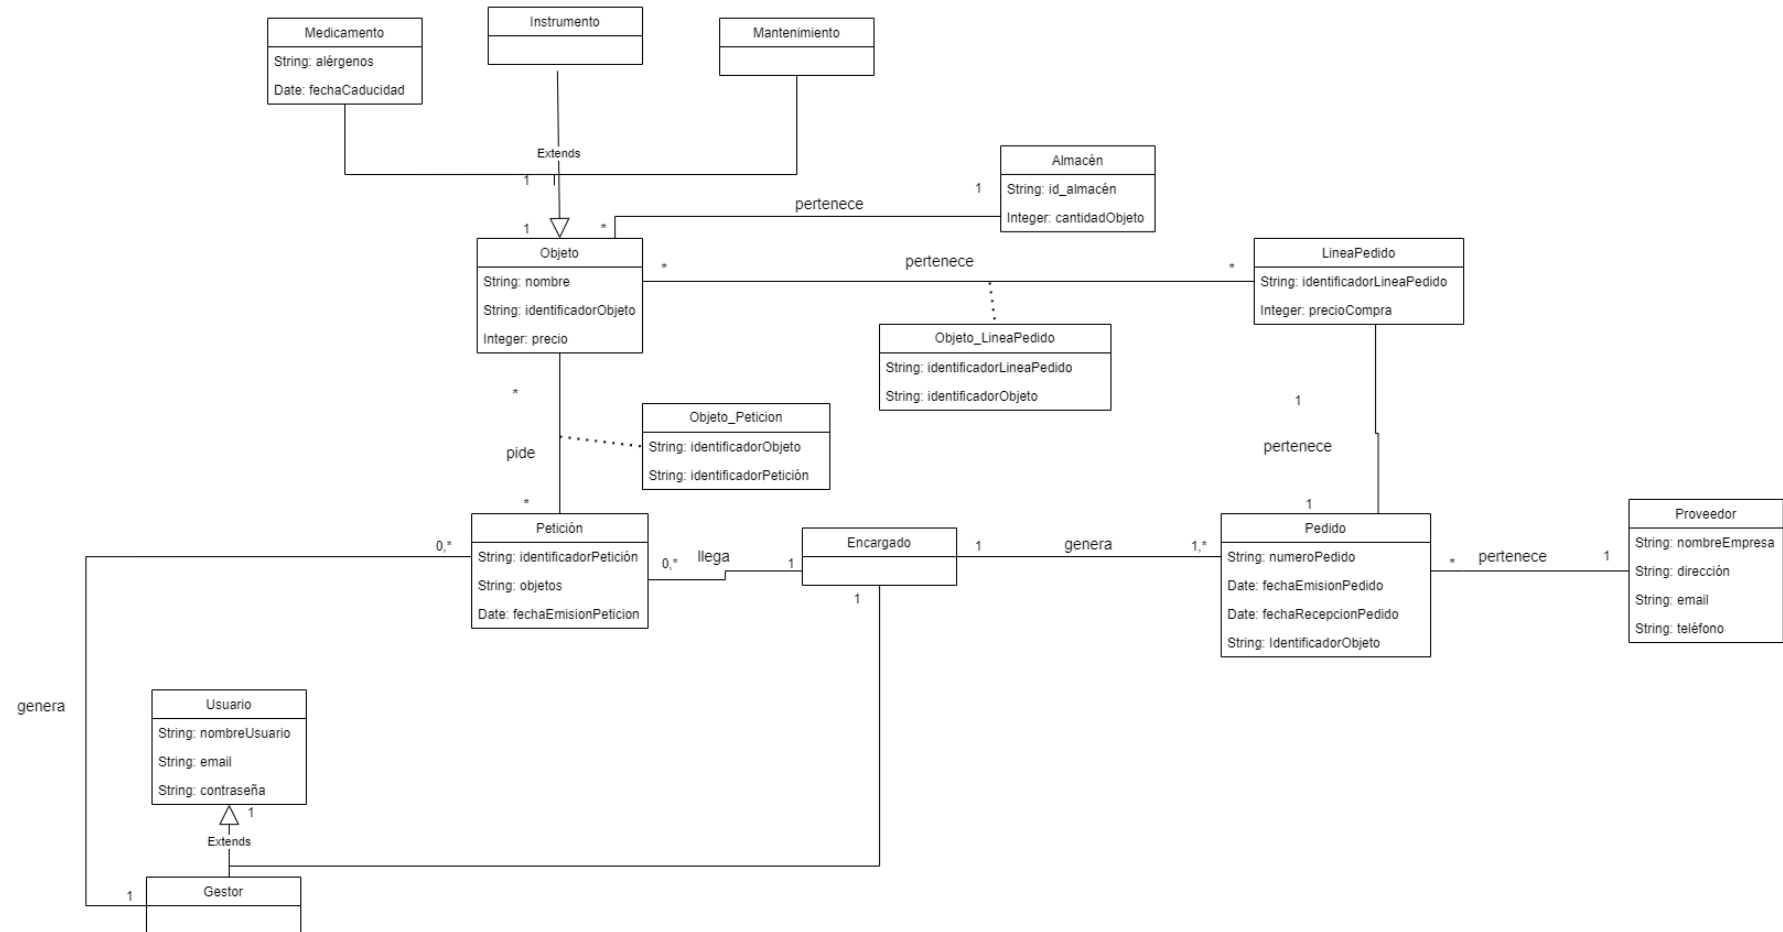 Medicamento
String: alérgenos
Date: fechaCaducidad
Instrumento
Mantenimiento
Extends
1
1
*
pertenece
1
Almacén
String: id_almacén
Integer: cantidadObjeto
Objeto
String: nombre
String: identificadorObjeto
Integer: precio
*
pertenece
*
LineaPedido
String: identificadorLineaPedido
Integer: precioCompra
Objeto_LineaPedido
String: identificadorLineaPedido
String: identificadorObjeto
*
pide
*
Objeto_Peticion
String: identificadorObjeto
String: identificadorPetición
1
pertenece
1
Petición
String: identificadorPetición
String: objetos
Date: fechaEmisionPeticion
0,*
0,*
llega
1
Encargado
1
1
genera
1,*
Pedido
String: numeroPedido
Date: fechaEmisionPedido
Date: fechaRecepcionPedido
String: IdentificadorObjeto
*
pertenece
1
Proveedor
String: nombreEmpresa
String: dirección
String: email
String: teléfono
genera
Usuario
String: nombreUsuario
String: email
String: contraseña
1
Extends
1
Gestor